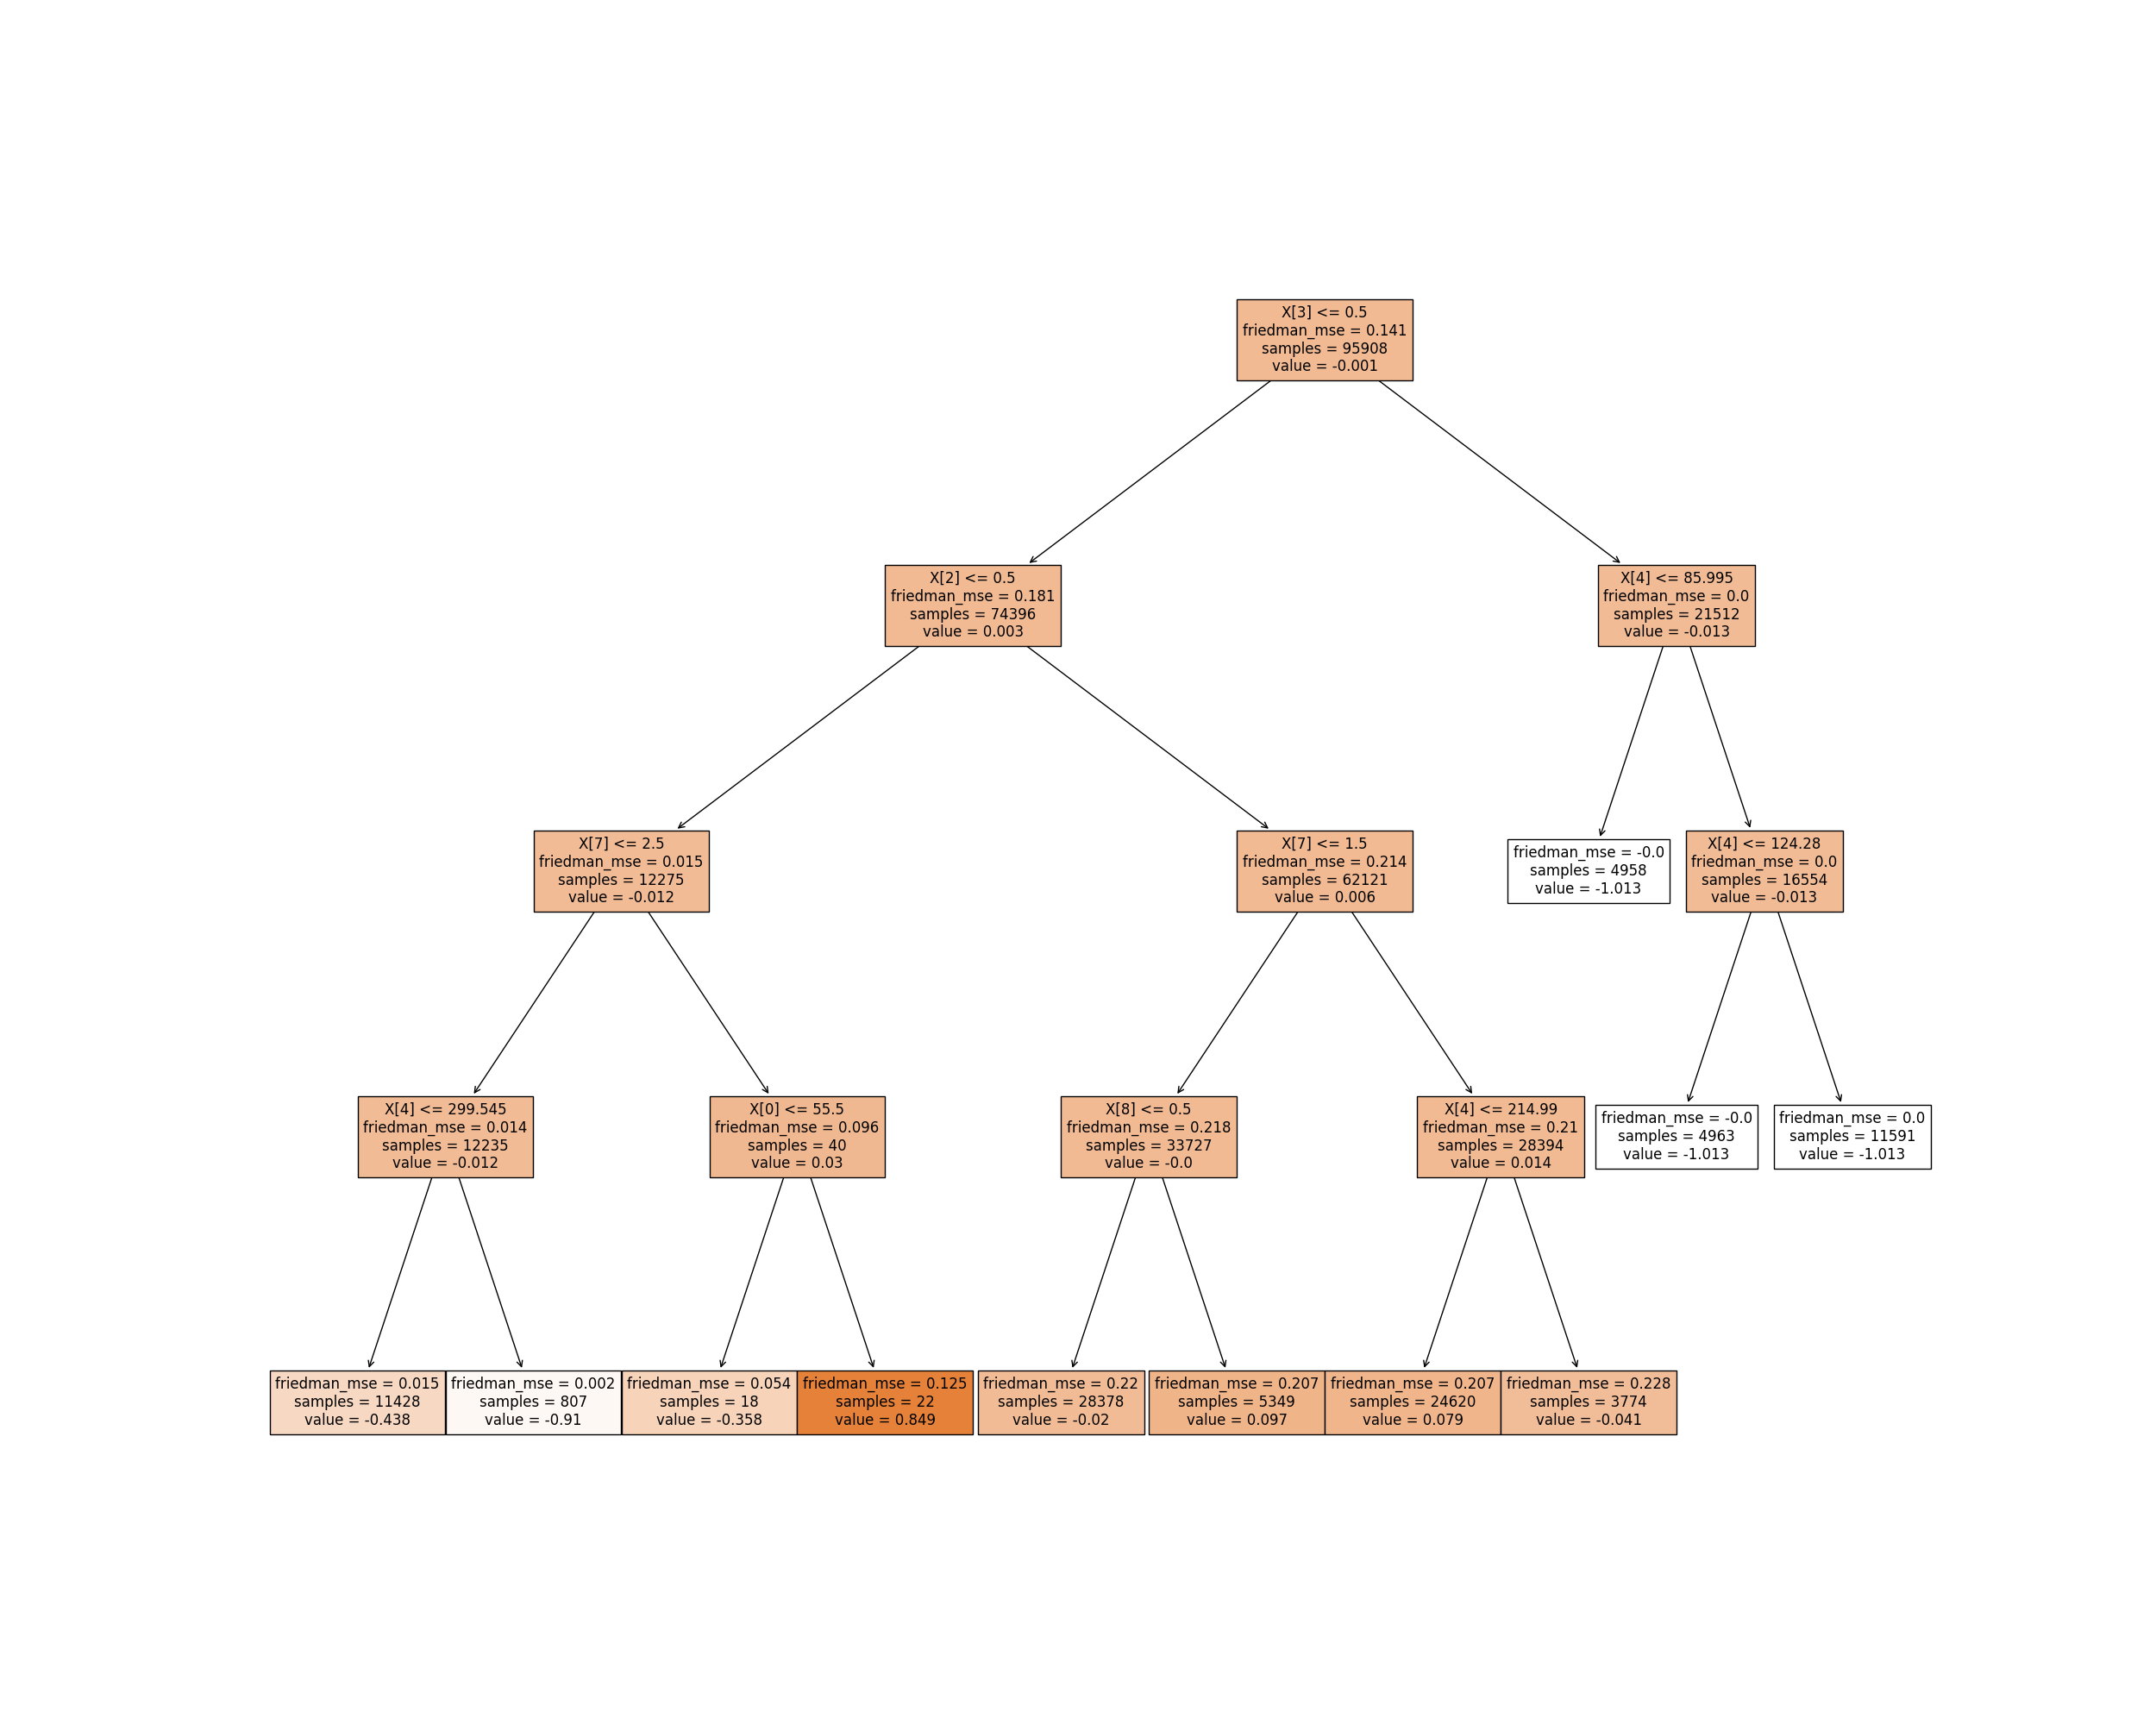 X[3] <= 0.5
friedman_mse = 0.141
samples = 95908
value = -0.001
X[2] <= 0.5
friedman_mse = 0.181
samples = 74396
value = 0.003
X[4] <= 85.995
friedman_mse = 0.0
samples = 21512
value = -0.013
X[7] <= 2.5
friedman_mse = 0.015
samples = 12275
value = -0.012
X[7] <= 1.5
friedman_mse = 0.214
samples = 62121
value = 0.006
friedman_mse = -0.0
samples = 4958
value = -1.013
X[4] <= 124.28
friedman_mse = 0.0
samples = 16554
value = -0.013
X[4] <= 299.545
friedman_mse = 0.014
samples = 12235
value = -0.012
X[0] <= 55.5
friedman_mse = 0.096
samples = 40
value = 0.03
X[8] <= 0.5
friedman_mse = 0.218
samples = 33727
value = -0.0
X[4] <= 214.99
friedman_mse = 0.21
samples = 28394
value = 0.014
friedman_mse = -0.0
samples = 4963
value = -1.013
friedman_mse = 0.0
samples = 11591
value = -1.013
friedman_mse = 0.015
samples = 11428
value = -0.438
friedman_mse = 0.002
samples = 807
value = -0.91
friedman_mse = 0.054
samples = 18
value = -0.358
friedman_mse = 0.125
samples = 22
value = 0.849
friedman_mse = 0.22
samples = 28378
value = -0.02
friedman_mse = 0.207
samples = 5349
value = 0.097
friedman_mse = 0.207
samples = 24620
value = 0.079
friedman_mse = 0.228
samples = 3774
value = -0.041